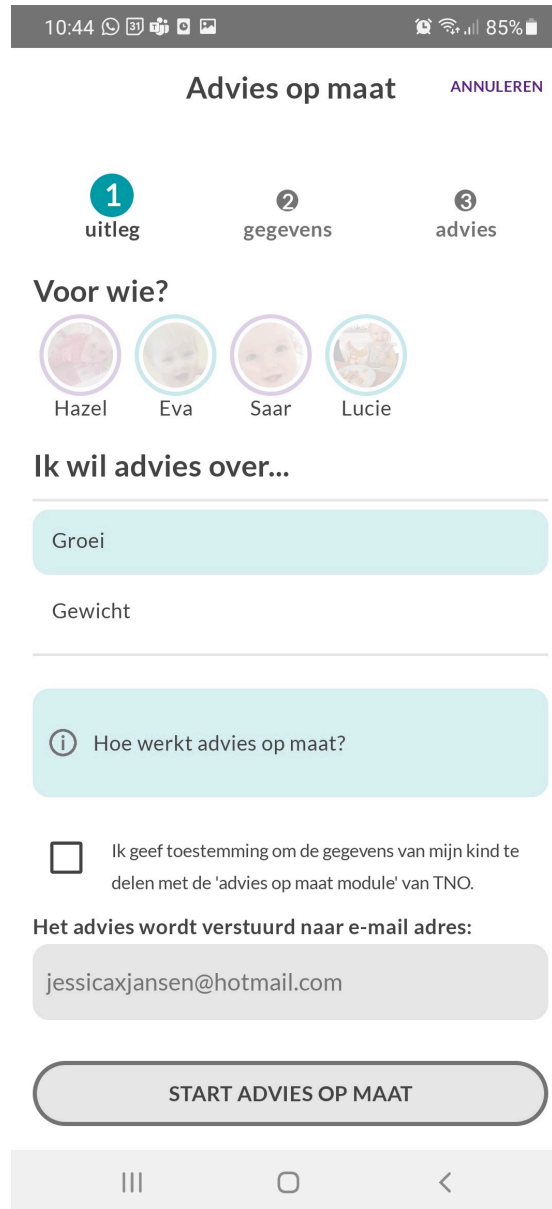 10:44 31 85%
Advies op maat ANNULEREN
1 2 3
uitleg gegevens advies
Voor wie?
Hazel Eva Saar Lucie
Ik wil advies over...
Groei
Gewicht
Hoe werkt advies op maat?
Ik geef toestemming om de gegevens van mijn kind te
delen met de 'advies op maat module' van TNO.
Het advies wordt verstuurd naar e-mail adres:
jessicaxjansen@hotmail.com
START ADVIES OP MAAT